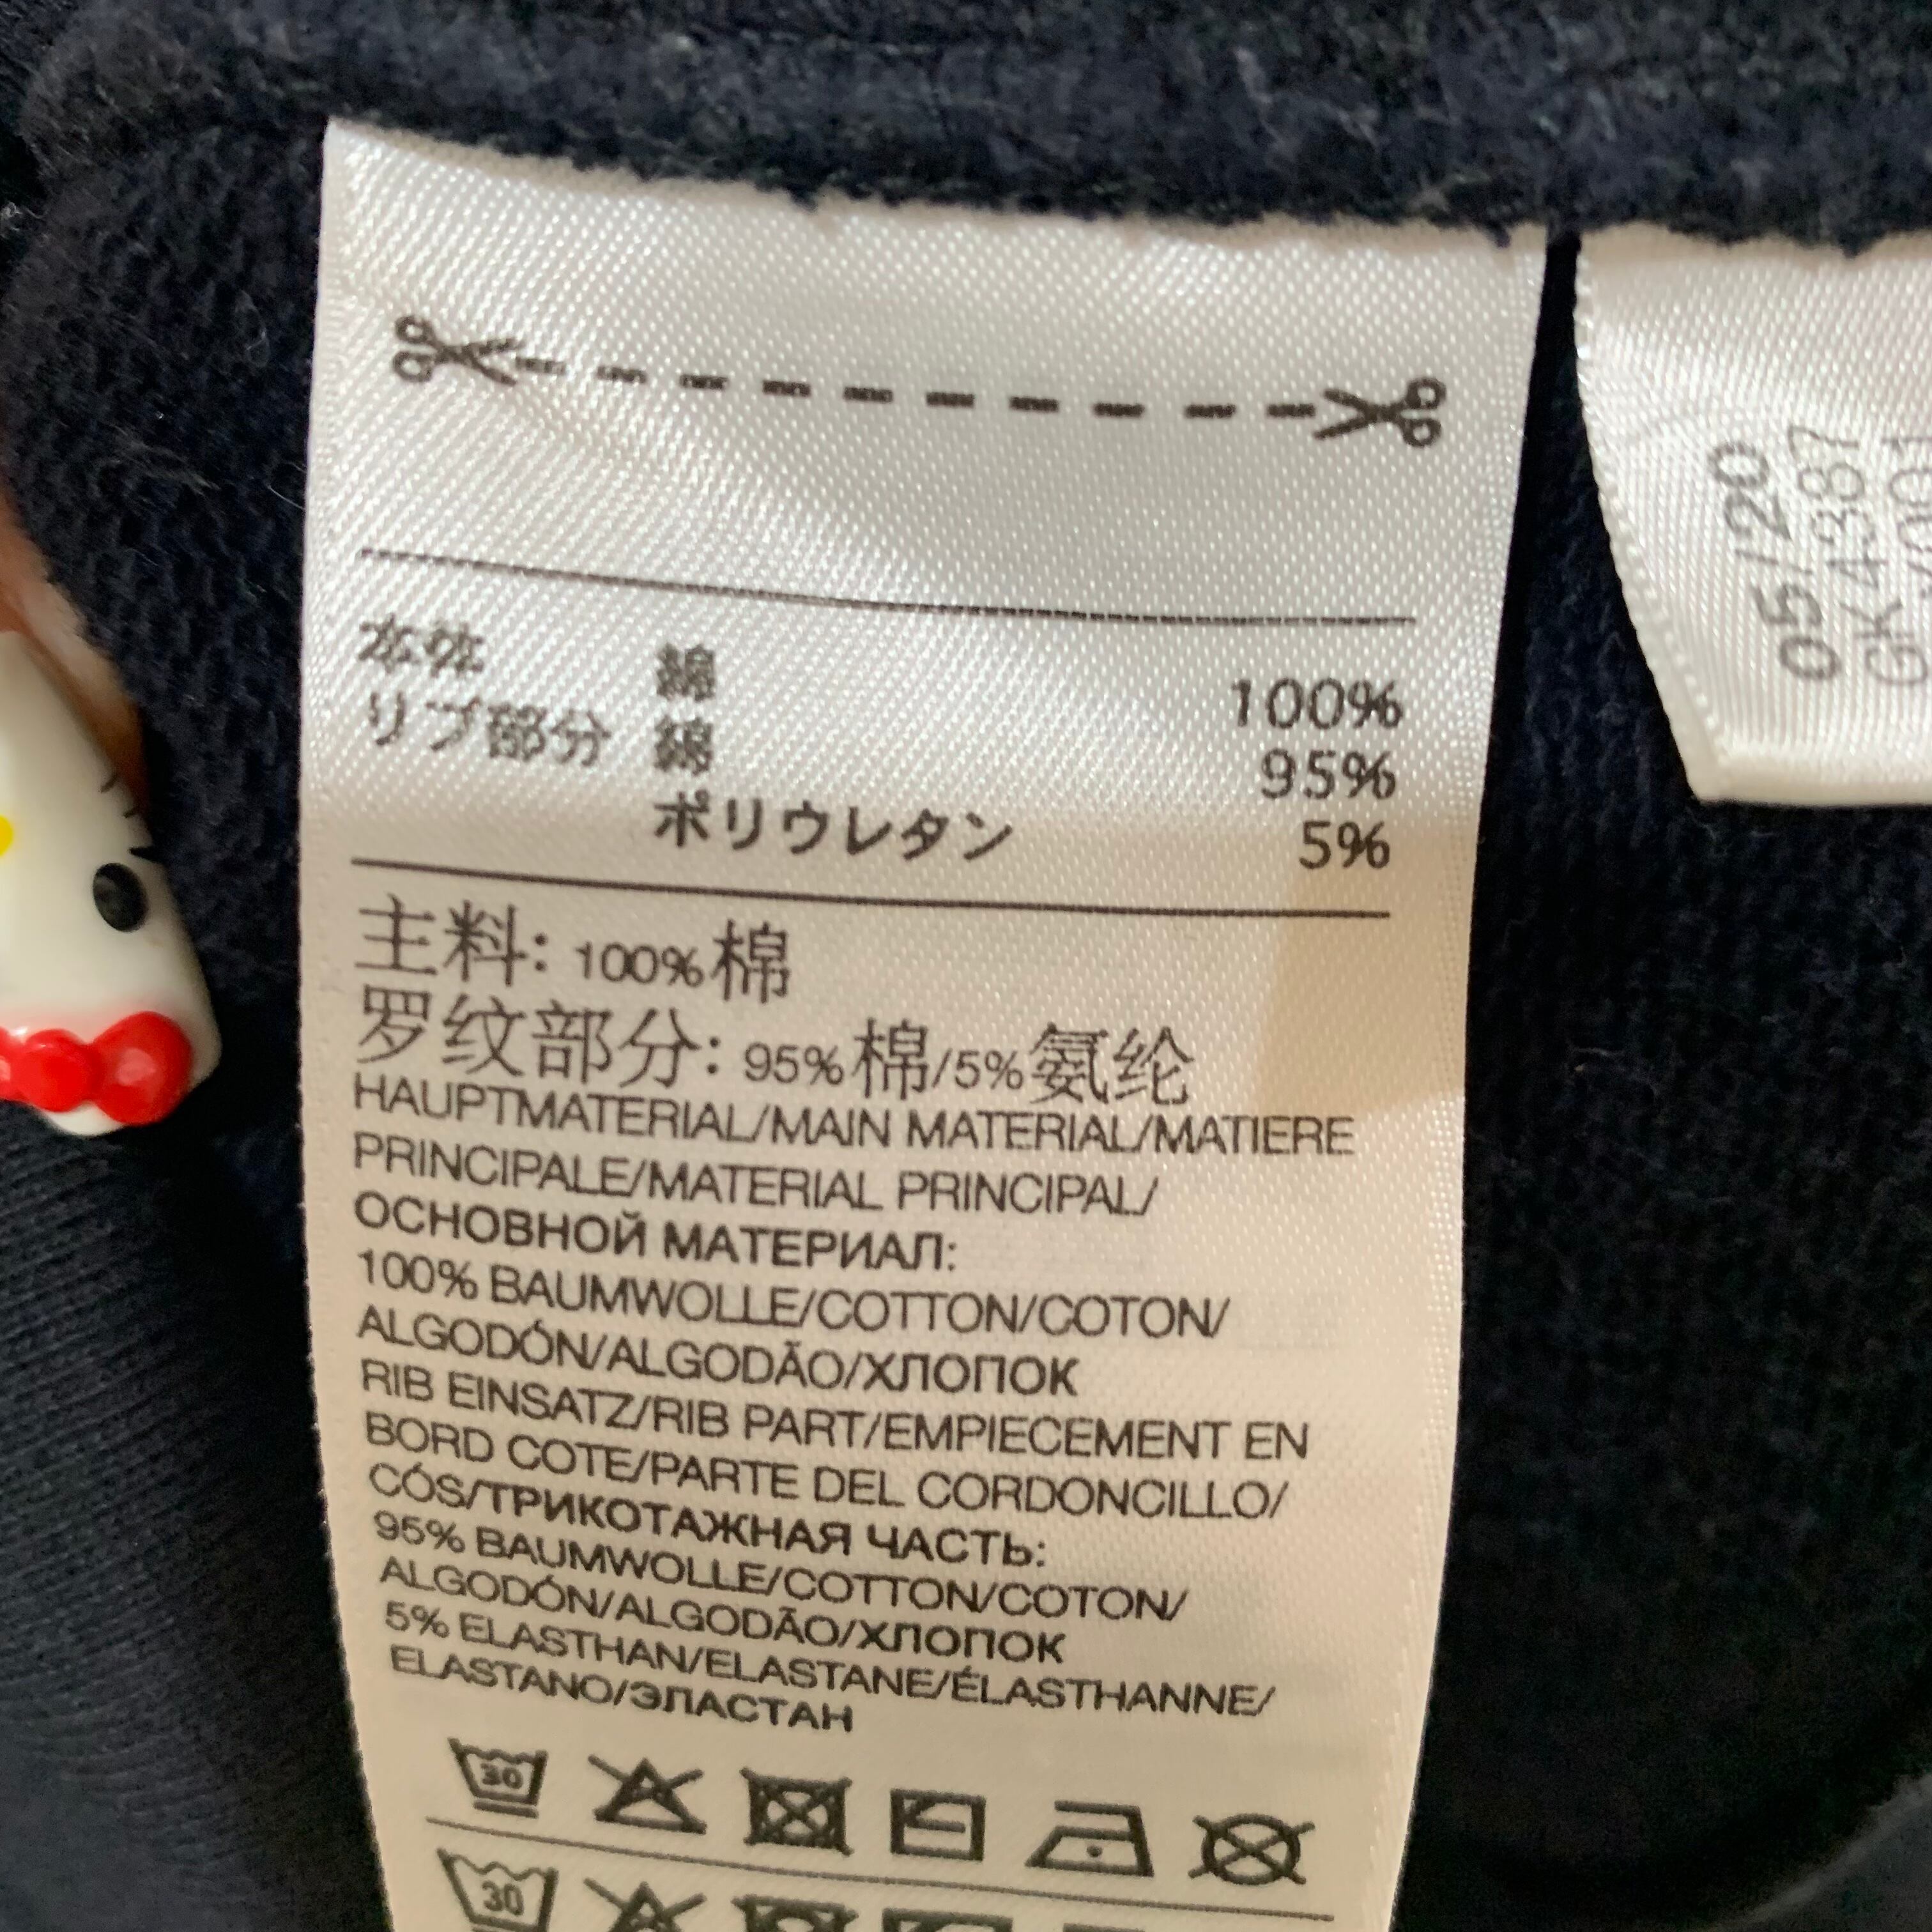 本体 綿 100%
リブ部分 綿 95%
ポリウレタン 5%
主料: 100%棉
罗纹部分: 95%棉/5%氨纶
HAUPTMATERIAL/MAIN MATERIAL/MATIERE
PRINCIPALE/MATERIAL PRINCIPAL/
ОСНОВНОЙ МАТЕРИАЛ:
100% BAUMWOLLE/COTTON/COTON/
ALGODÓN/ALGODÃO/ХЛОПОК
RIB EINSATZ/RIB PART/EMPIECEMENT EN
BORD COTE/PARTE DEL CORDONCILLO/
CÓS/ТРИКОТАЖНАЯ ЧАСТЬ:
95% BAUMWOLLE/COTTON/COTON/
ALGODÓN/ALGODÃO/ХЛОПОК
5% ELASTHAN/ELASTANE/ÉLASTHANNE/
ELASTANO/ЭЛАСТАН
30
30
05/20
GK4387